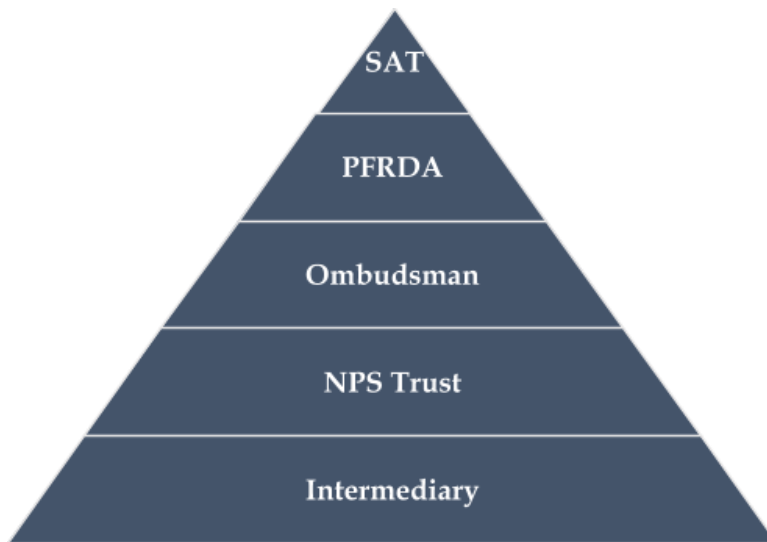 SAT
PFRDA
Ombudsman
NPS Trust
Intermediary